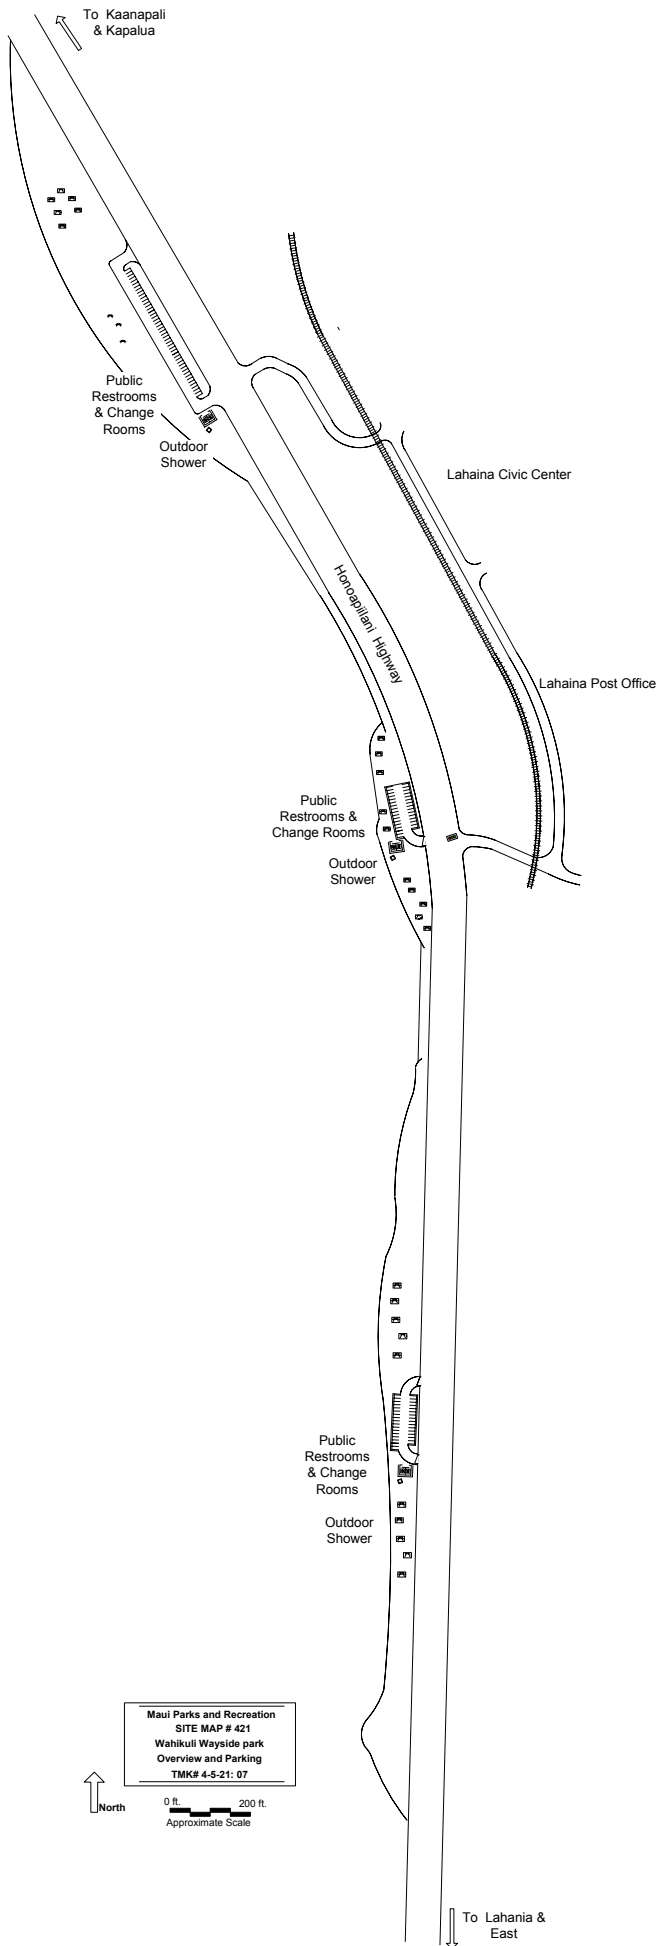 To Kaanapali
& Kapalua
Public
Restrooms
& Change
Rooms
Outdoor
Shower
Lahaina Civic Center
Honoapiilani Highway
Lahaina Post Office
Public
Restrooms &
Change Rooms
Outdoor
Shower
Public
Restrooms
& Change
Rooms
Outdoor
Shower
Maui Parks and Recreation
SITE MAP # 421
Wahikuli Wayside park
Overview and Parking
TMK# 4-5-21: 07
North
0 ft. 200 ft.
Approximate Scale
To Lahania &
East